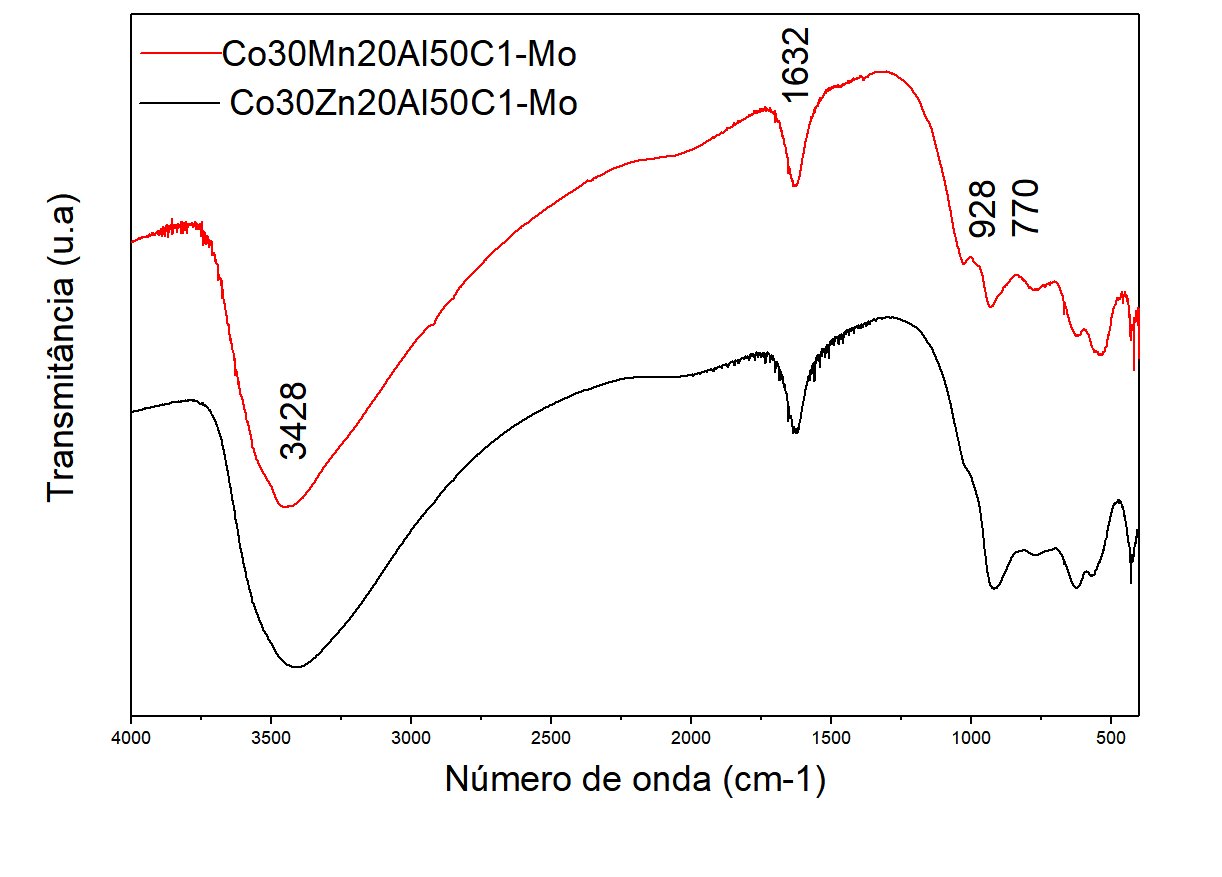 Co30Mn20Al50C1-Mo
Co30Zn20Al50C1-Mo
1632
928
770
3428
Transmitância (u.a)
4000 3500 3000 2500 2000 1500 1000 500
Número de onda (cm-1)